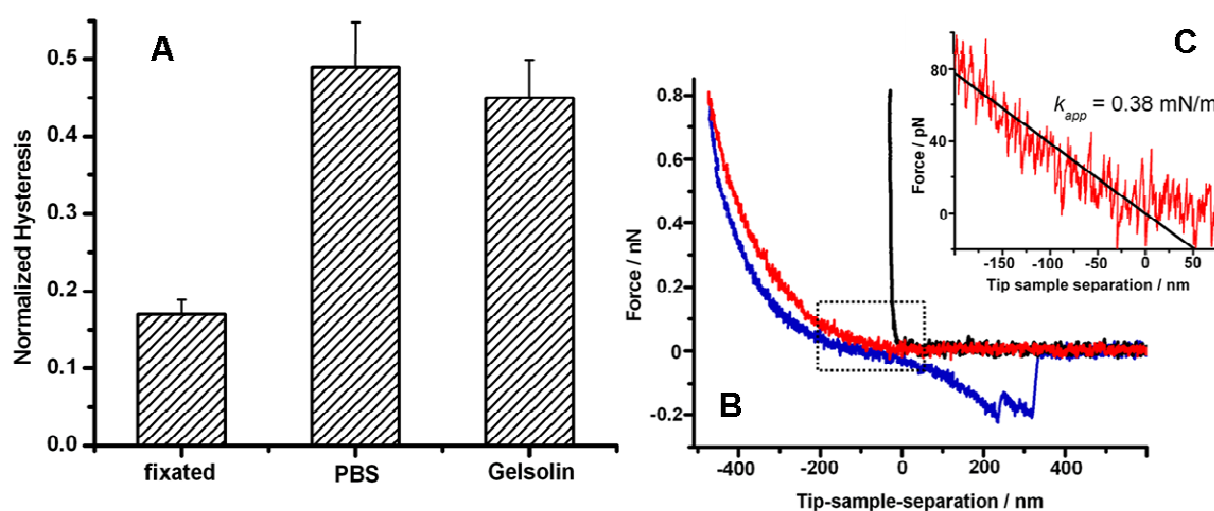 A
Normalized Hysteresis
0.5
0.4
0.3
0.2
0.1
0.0
fixated
PBS
Gelsolin
B
Force / nN
0.8
0.6
0.4
0.2
0
-0.2
-400
-200
0
200
400
Tip-sample-separation / nm
C
Force / pN
80
40
0
k app = 0.38 mN/m
-150
-100
-50
0
50
Tip sample separation / nm